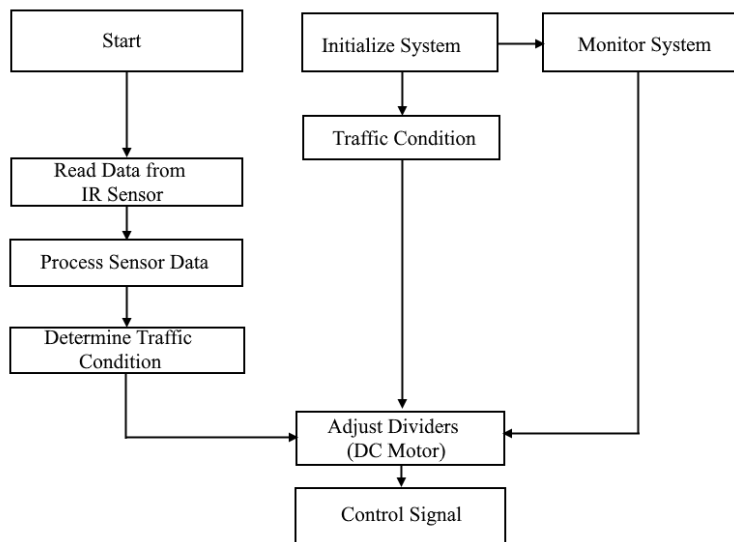 Start
Initialize System
Monitor System
Traffic Condition
Read Data from
IR Sensor
Process Sensor Data
Determine Traffic
Condition
Adjust Dividers
(DC Motor)
Control Signal